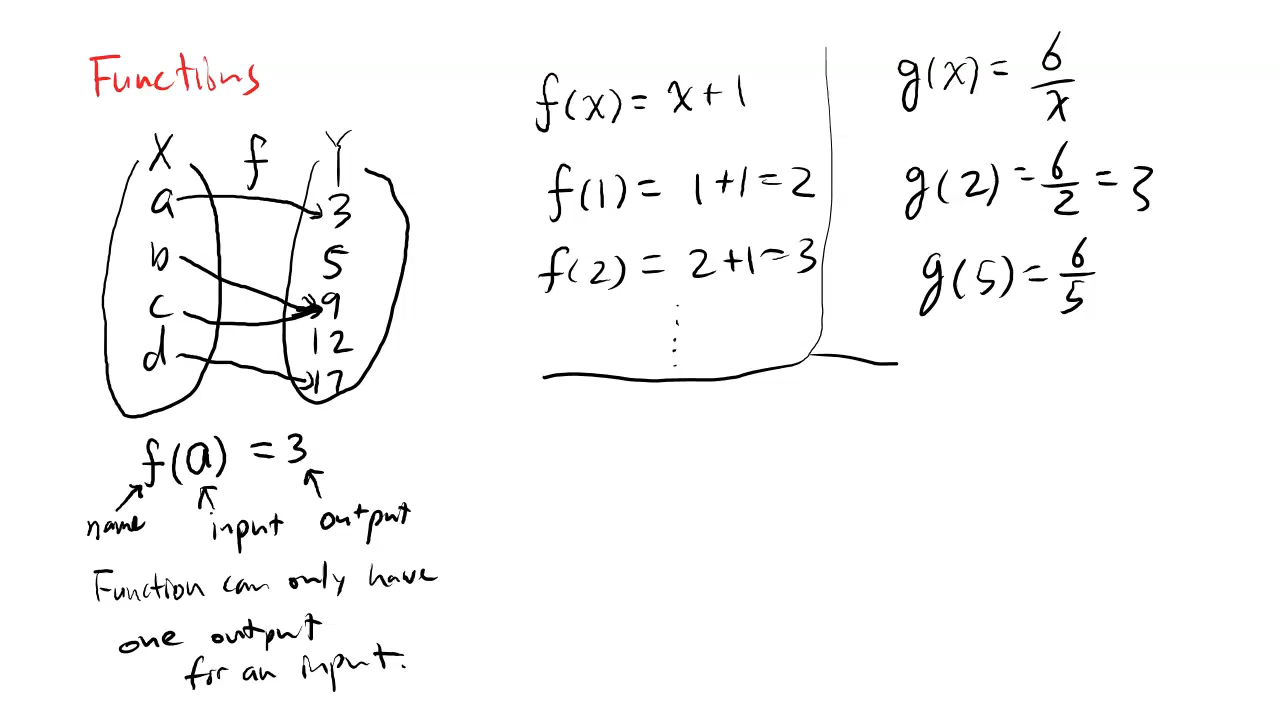 Functions
X f Y
a 3
b 5
c 9
d 12
17
f(a) = 3
name input output
Function can only have
one output
for an input.
f(x) = x + 1
f(1) = 1+1=2
f(2) = 2+1=3
g(x) = 6/x
g(2) = 6/2 = 3
g(5) = 6/5